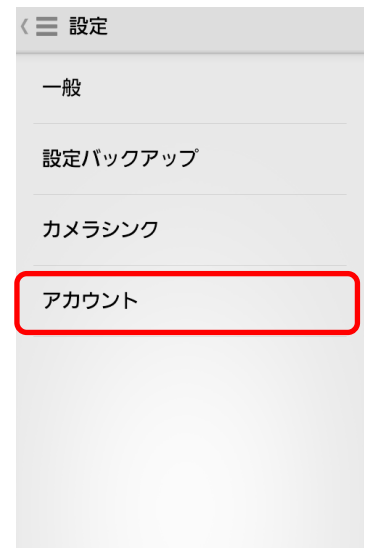 設定
一般
設定バックアップ
カメラシンク
アカウント